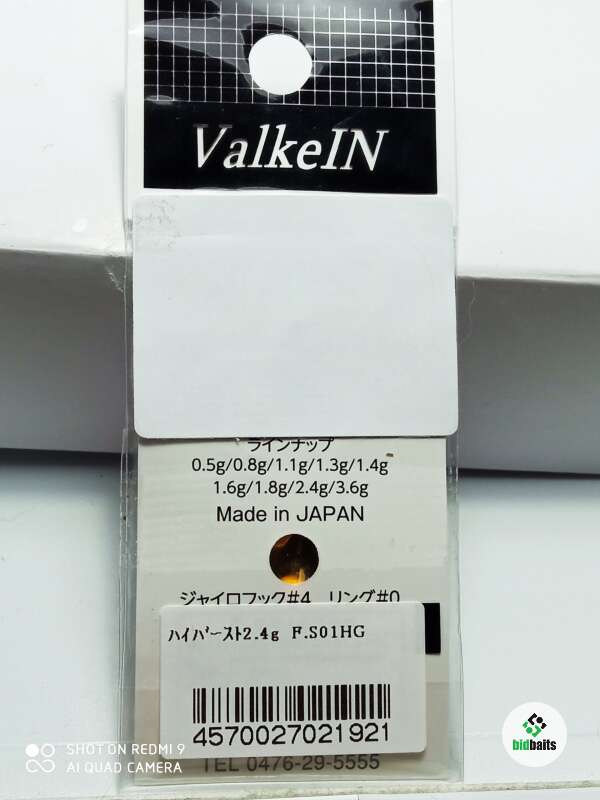 ValkeIN
ラインナップ
0.5g/0.8g/1.1g/1.3g/1.4g
1.6g/1.8g/2.4g/3.6g
Made in JAPAN
ジャイロフック#4 リング#0
ﾊｲﾊﾞｰｽﾄ2.4g F.S01HG
4570027021921
TEL 0476-29-5555
SHOT ON REDMI 9
AI QUAD CAMERA
bidbaits